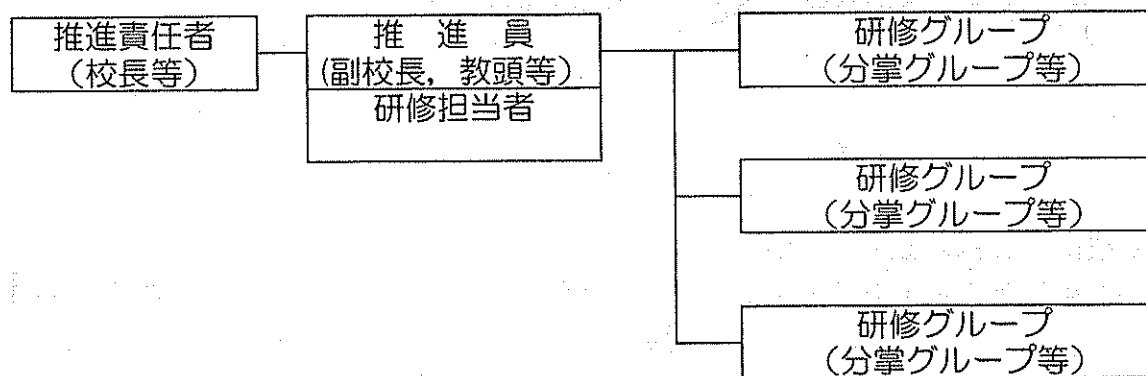 推進責任者
(校長等)
推 進 員
(副校長，教頭等)
研修担当者
研修グループ
(分掌グループ等)
研修グループ
(分掌グループ等)
研修グループ
(分掌グループ等)